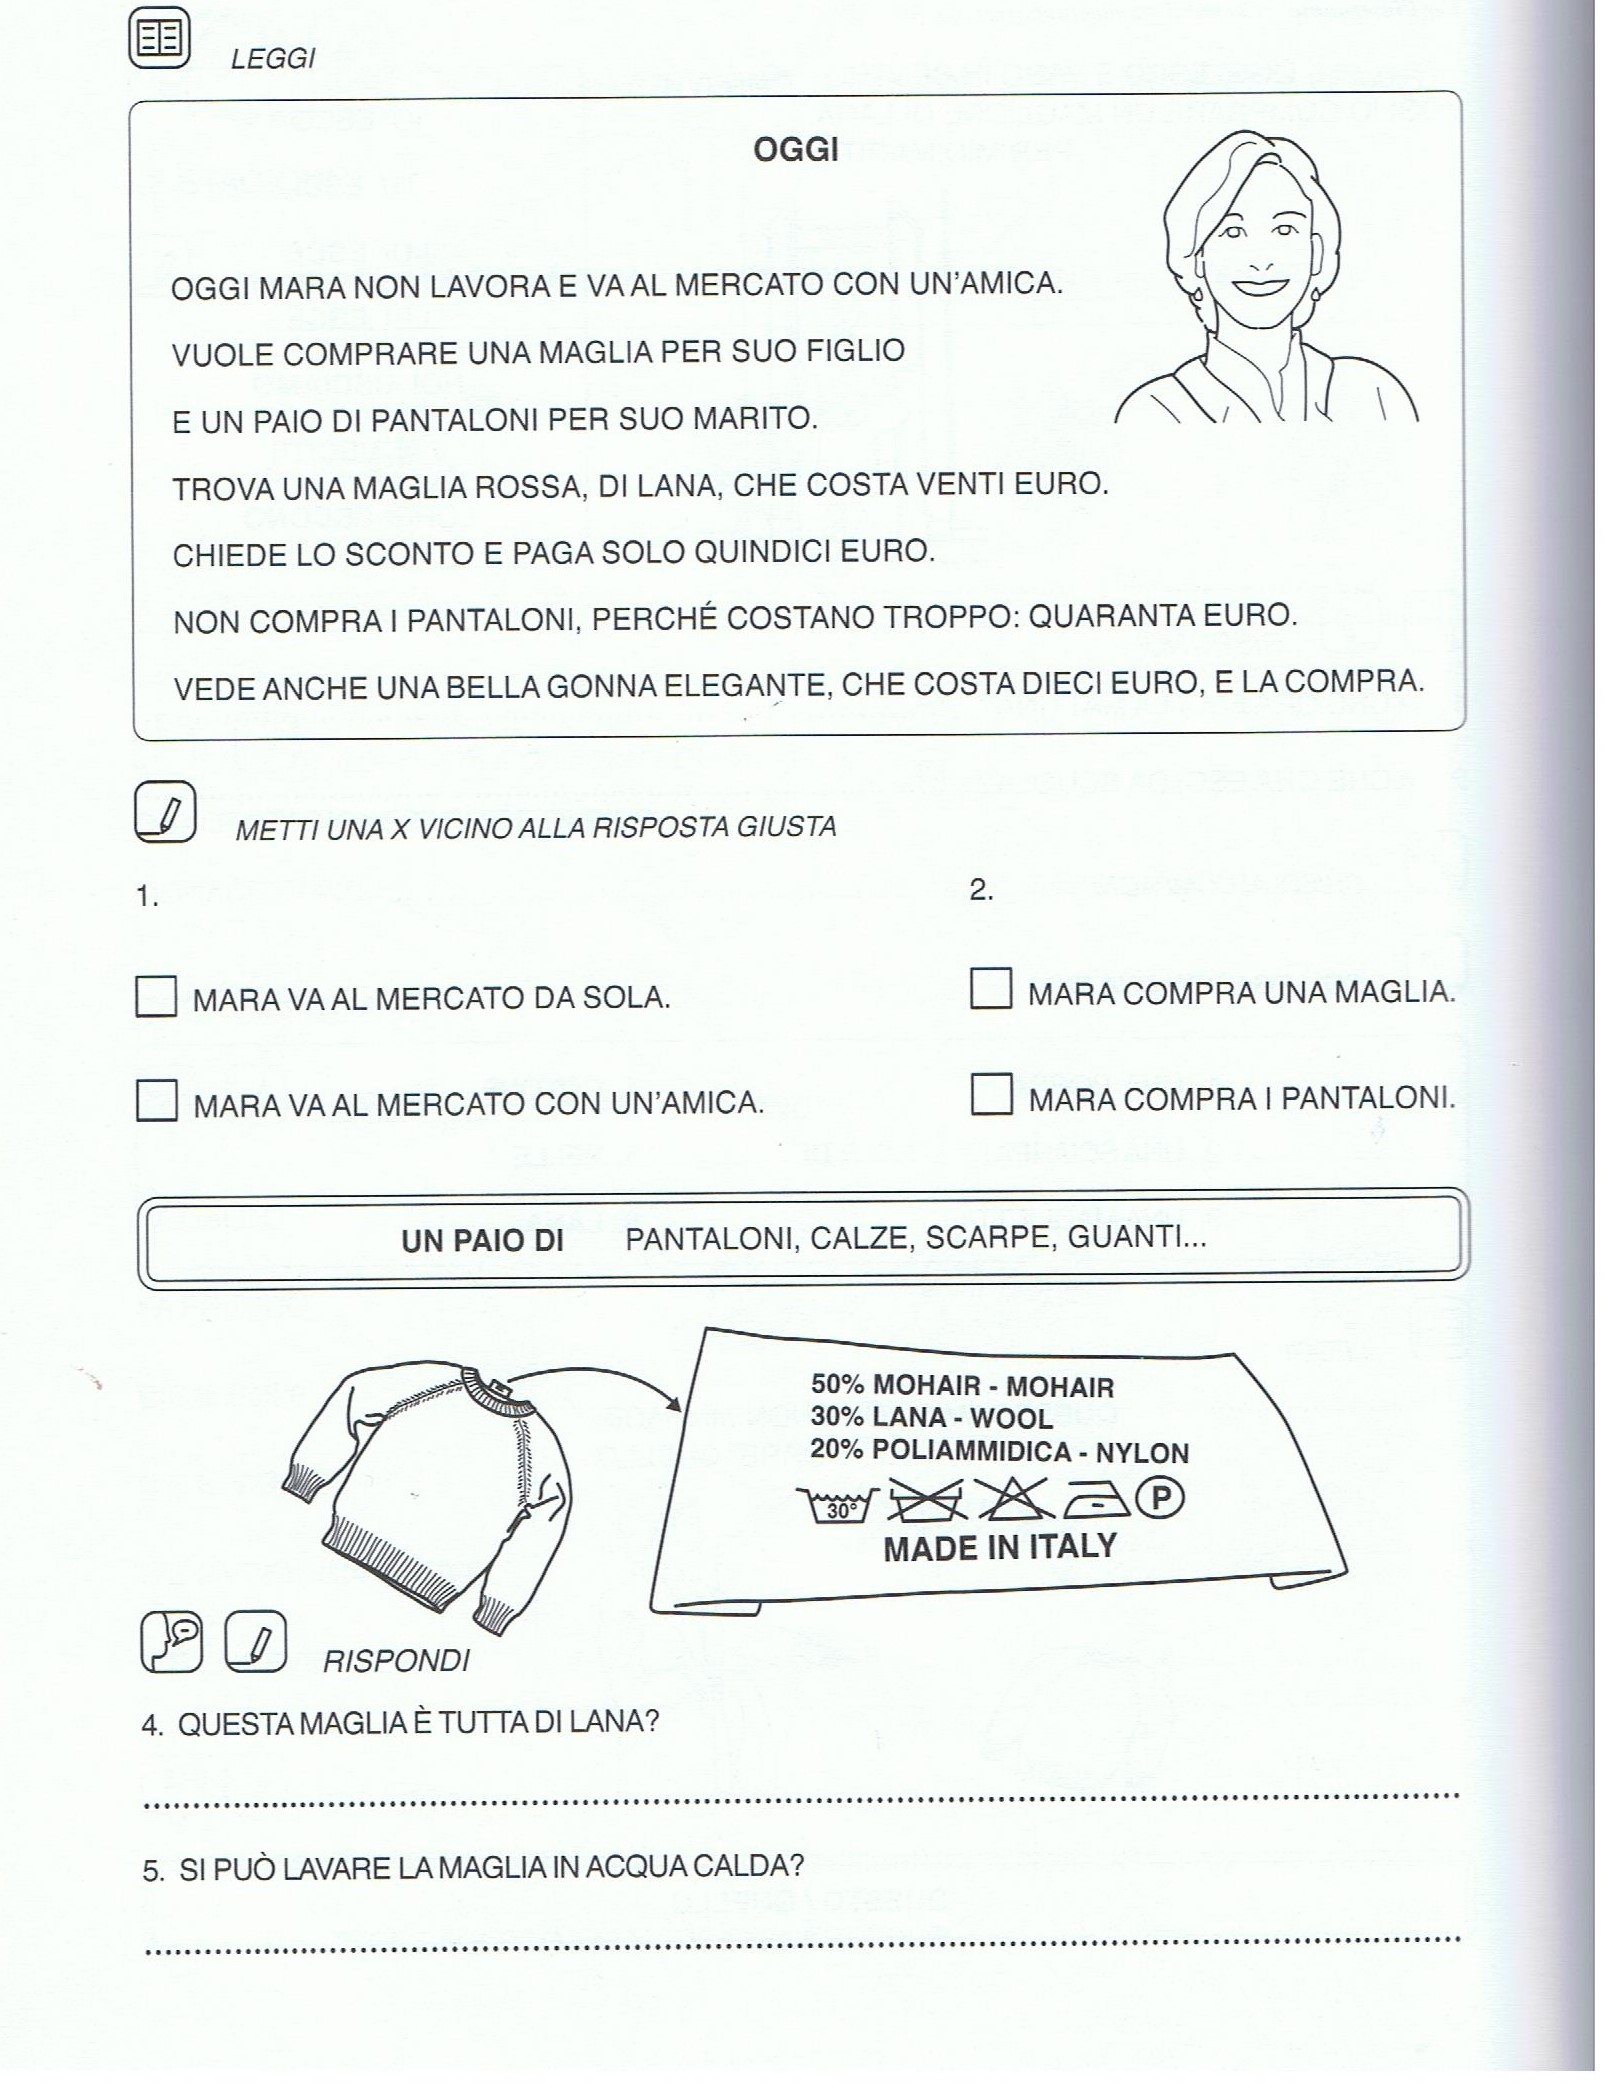 LEGGI
OGGI
OGGI MARA NON LAVORA E VA AL MERCATO CON UN'AMICA.
VUOLE COMPRARE UNA MAGLIA PER SUO FIGLIO
E UN PAIO DI PANTALONI PER SUO MARITO.
TROVA UNA MAGLIA ROSSA, DI LANA, CHE COSTA VENTI EURO.
CHIEDE LO SCONTO E PAGA SOLO QUINDICI EURO.
NON COMPRA I PANTALONI, PERCHÉ COSTANO TROPPO: QUARANTA EURO.
VEDE ANCHE UNA BELLA GONNA ELEGANTE, CHE COSTA DIECI EURO, E LA COMPRA.
METTI UNA X VICINO ALLA RISPOSTA GIUSTA
1.
MARA VA AL MERCATO DA SOLA.
MARA VA AL MERCATO CON UN'AMICA.
2.
MARA COMPRA UNA MAGLIA.
MARA COMPRA I PANTALONI.
UN PAIO DI PANTALONI, CALZE, SCARPE, GUANTI...
50% MOHAIR - MOHAIR
30% LANA - WOOL
20% POLIAMMIDICA - NYLON
30° P
MADE IN ITALY
RISPONDI
4. QUESTA MAGLIA È TUTTA DI LANA?
5. SI PUÒ LAVARE LA MAGLIA IN ACQUA CALDA?